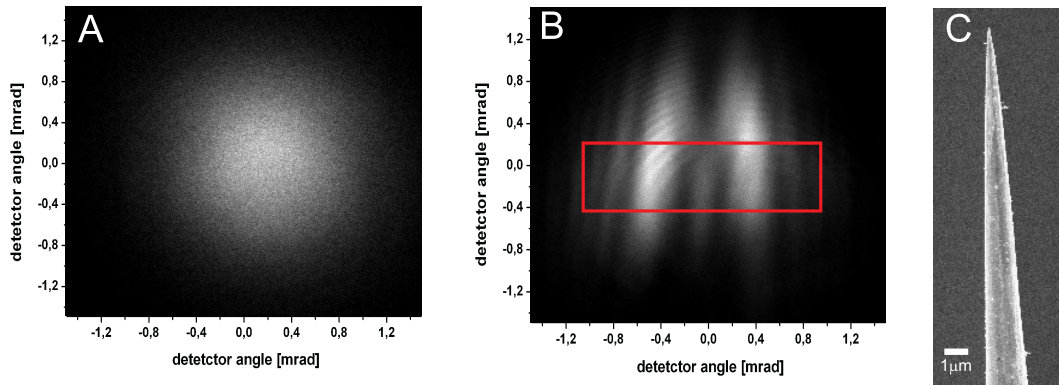 A
detetctor angle [mrad]
1,2
0,8
0,4
0,0
-0,4
-0,8
-1,2
-1,2 -0,8 -0,4 0,0 0,4 0,8 1,2
detetctor angle [mrad]
B
detetctor angle [mrad]
1,2
0,8
0,4
0,0
-0,4
-0,8
-1,2
-1,2 -0,8 -0,4 0,0 0,4 0,8 1,2
detetctor angle [mrad]
C
1μm